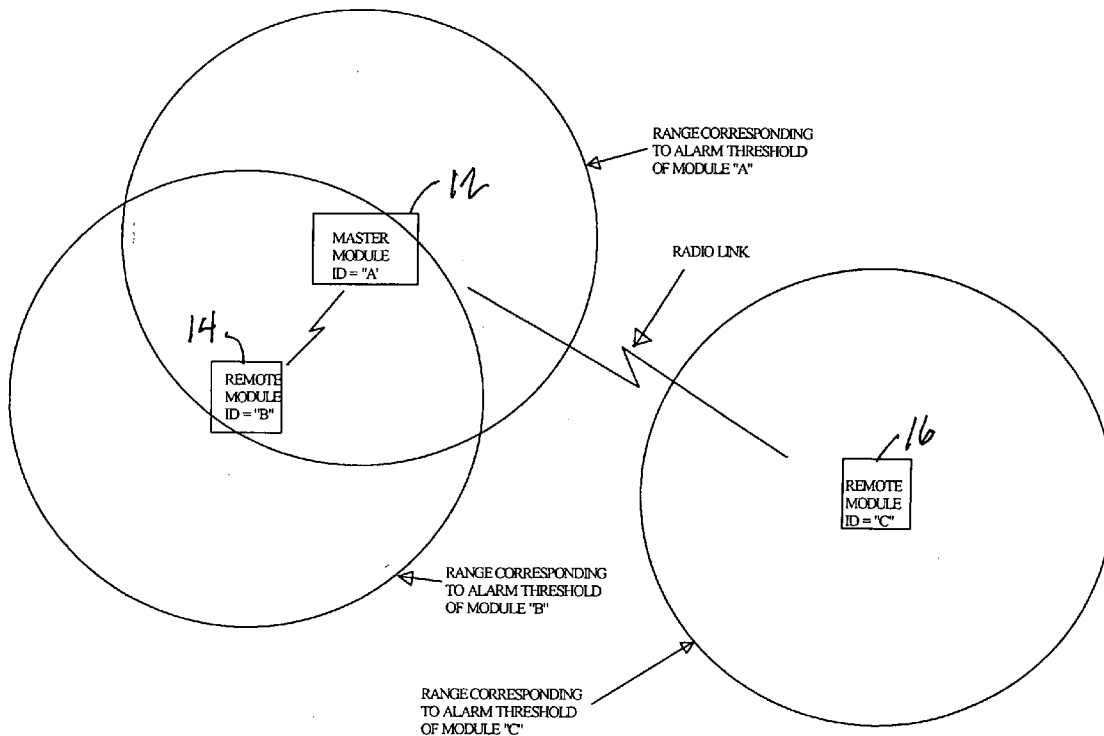 RANGE CORRESPONDING
TO ALARM THRESHOLD
OF MODULE "A"
12
MASTER
MODULE
ID = "A'
RADIO LINK
14
REMOTE
MODULE
ID = "B"
16
REMOTE
MODULE
ID = "C"
RANGE CORRESPONDING
TO ALARM THRESHOLD
OF MODULE "B"
RANGE CORRESPONDING
TO ALARM THRESHOLD
OF MODULE "C"